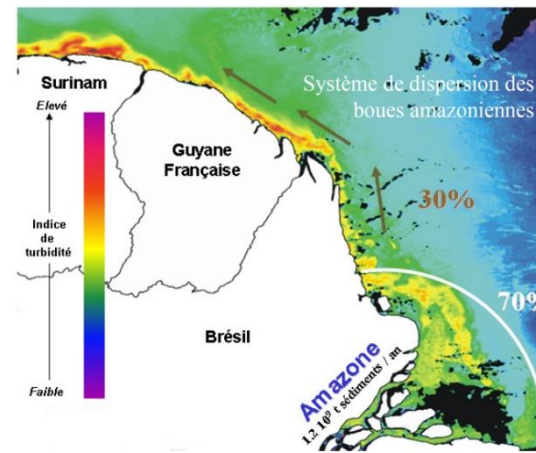 Surinam
Elevé
Système de dispersion des
boues amazoniennes
Guyane
Française
Indice
de
turbidité
30%
70%
Brésil
Faible
Amazone
1.2 10⁹ t sédiments / an